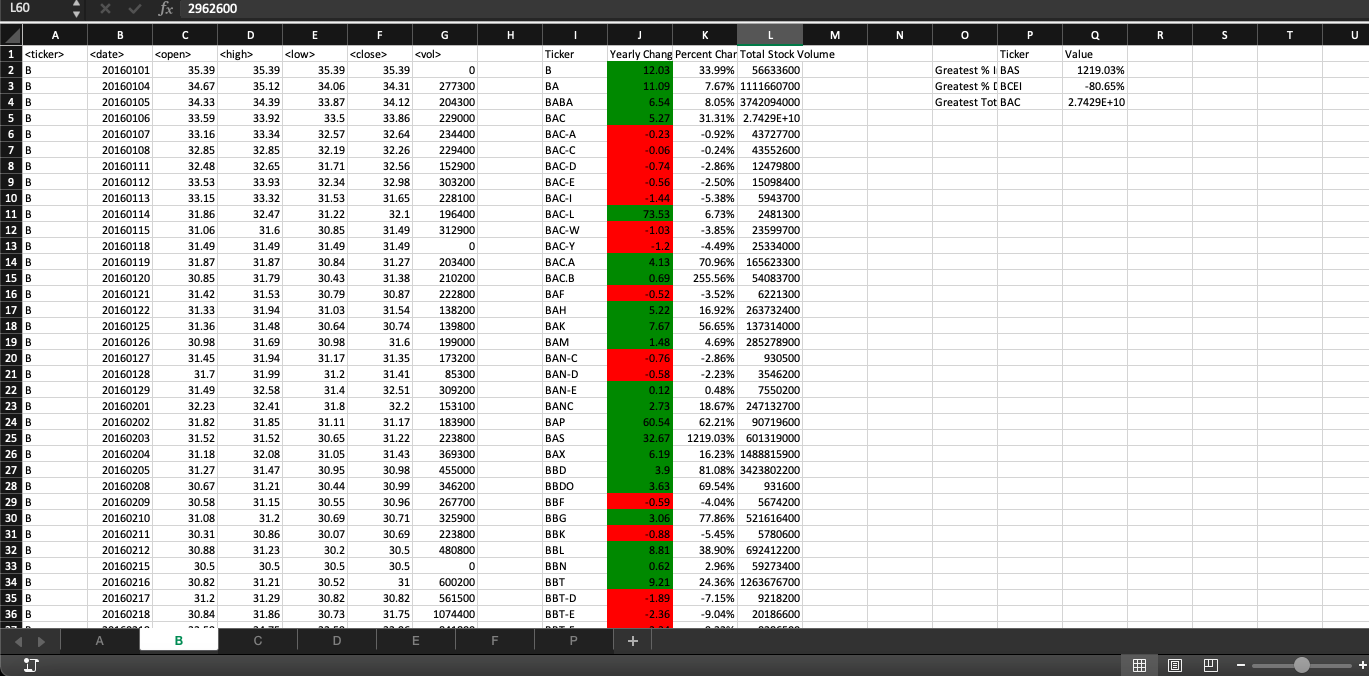 L60 fx 2962600
A B C D E F G H I J K L M N O P Q R S T U
1 <ticker> <date> <open> <high> <low> <close> <vol> Ticker Yearly Chang Percent Char Total Stock Volume Ticker Value
2 B 20160101 35.39 35.39 35.39 35.39 0 B 12.03 33.99% 56633600 Greatest % I BAS 1219.03%
3 B 20160104 34.67 35.12 34.06 34.31 277300 BA 11.09 7.67% 1111660700 Greatest % D BCEI -80.65%
4 B 20160105 34.33 34.39 33.87 34.12 204300 BABA 6.54 8.05% 3742094000 Greatest Tot BAC 2.7429E+10
5 B 20160106 33.59 33.92 33.5 33.86 229000 BAC 5.27 31.31% 2.7429E+10
6 B 20160107 33.16 33.34 32.57 32.64 234400 BAC-A -0.23 -0.92% 43727700
7 B 20160108 32.85 32.85 32.19 32.26 229400 BAC-C -0.06 -0.24% 43552600
8 B 20160111 32.48 32.65 31.71 32.56 152900 BAC-D -0.74 -2.86% 12479800
9 B 20160112 33.53 33.93 32.34 32.98 303200 BAC-E -0.56 -2.50% 15098400
10 B 20160113 33.15 33.32 31.53 31.65 228100 BAC-I -1.44 -5.38% 5943700
11 B 20160114 31.86 32.47 31.22 32.1 196400 BAC-L 73.53 6.73% 2481300
12 B 20160115 31.06 31.6 30.85 31.49 312900 BAC-W -1.03 -3.85% 23599700
13 B 20160118 31.49 31.49 31.49 31.49 0 BAC-Y -1.2 -4.49% 25334000
14 B 20160119 31.87 31.87 30.84 31.27 203400 BAC.A 4.13 70.96% 165623300
15 B 20160120 30.85 31.79 30.43 31.38 210200 BAC.B 0.69 255.56% 54083700
16 B 20160121 31.42 31.53 30.79 30.87 222800 BAF -0.52 -3.52% 6221300
17 B 20160122 31.33 31.94 31.03 31.54 138200 BAH 5.22 16.92% 263732400
18 B 20160125 31.36 31.48 30.64 30.74 139800 BAK 7.67 56.65% 137314000
19 B 20160126 30.98 31.69 30.98 31.6 199000 BAM 1.48 4.69% 285278900
20 B 20160127 31.45 31.94 31.17 31.35 173200 BAN-C -0.76 -2.86% 930500
21 B 20160128 31.7 31.99 31.2 31.41 85300 BAN-D -0.58 -2.23% 3546200
22 B 20160129 31.49 32.58 31.4 32.51 309200 BAN-E 0.12 0.48% 7550200
23 B 20160201 32.23 32.41 31.8 32.2 153100 BANC 2.73 18.67% 247132700
24 B 20160202 31.82 31.85 31.11 31.17 183900 BAP 60.54 62.21% 90719600
25 B 20160203 31.52 31.52 30.65 31.22 223800 BAS 32.67 1219.03% 601319000
26 B 20160204 31.18 32.08 31.05 31.43 369300 BAX 6.19 16.23% 1488815900
27 B 20160205 31.27 31.47 30.95 30.98 455000 BBD 3.9 81.08% 3423802200
28 B 20160208 30.67 31.21 30.44 30.99 346200 BBDO 3.63 69.54% 931600
29 B 20160209 30.58 31.15 30.55 30.96 267700 BBF -0.59 -4.04% 5674200
30 B 20160210 31.08 31.2 30.69 30.71 325900 BBG 3.06 77.86% 521616400
31 B 20160211 30.31 30.86 30.07 30.69 223800 BBK -0.88 -5.45% 5780600
32 B 20160212 30.88 31.23 30.2 30.5 480800 BBL 8.81 38.90% 692412200
33 B 20160215 30.5 30.5 30.5 30.5 0 BBN 0.62 2.96% 59273400
34 B 20160216 30.82 31.21 30.52 31 600200 BBT 9.21 24.36% 1263676700
35 B 20160217 31.2 31.29 30.82 30.82 561500 BBT-D -1.89 -7.15% 9218200
36 B 20160218 30.84 31.86 30.73 31.75 1074400 BBT-E -2.36 -9.04% 20186600
A B C D E F P +